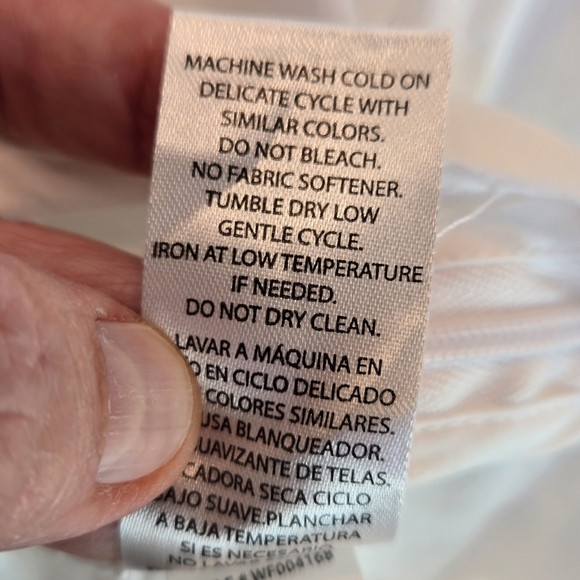 MACHINE WASH COLD ON
DELICATE CYCLE WITH
SIMILAR COLORS.
DO NOT BLEACH.
NO FABRIC SOFTENER.
TUMBLE DRY LOW
GENTLE CYCLE.
IRON AT LOW TEMPERATURE
IF NEEDED.
DO NOT DRY CLEAN.
LAVAR A MÁQUINA EN
EN CICLO DELICADO
COLORES SIMILARES.
USA BLANQUEADOR.
SUAVIZANTE DE TELAS.
CADORA SECA CICLO
BAJO SUAVE.PLANCHAR
A BAJA TEMPERATURA
SI ES NECESARIO
NO